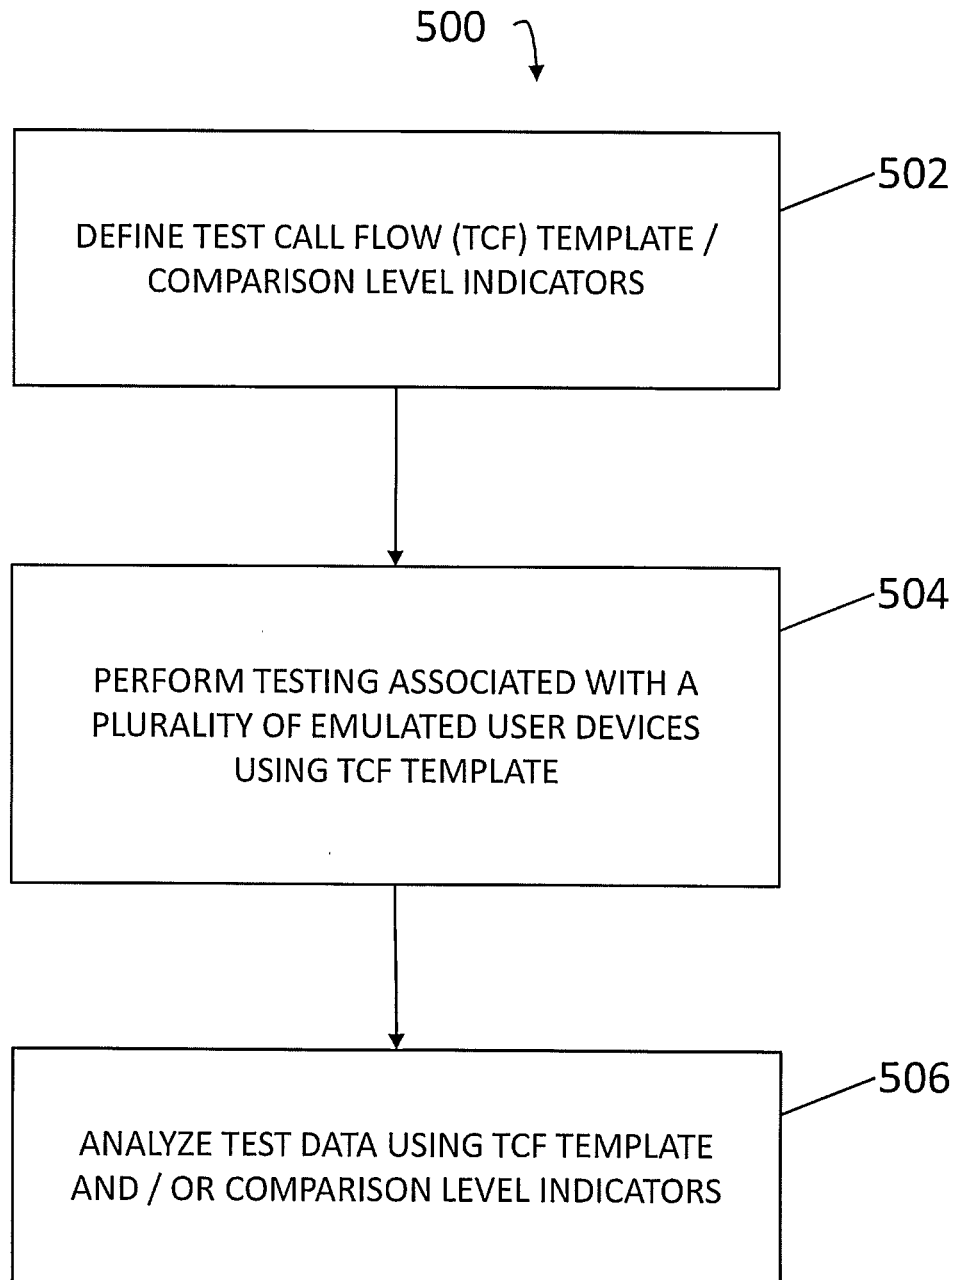 500
502
DEFINE TEST CALL FLOW (TCF) TEMPLATE /
COMPARISON LEVEL INDICATORS
504
PERFORM TESTING ASSOCIATED WITH A
PLURALITY OF EMULATED USER DEVICES
USING TCF TEMPLATE
506
ANALYZE TEST DATA USING TCF TEMPLATE
AND / OR COMPARISON LEVEL INDICATORS